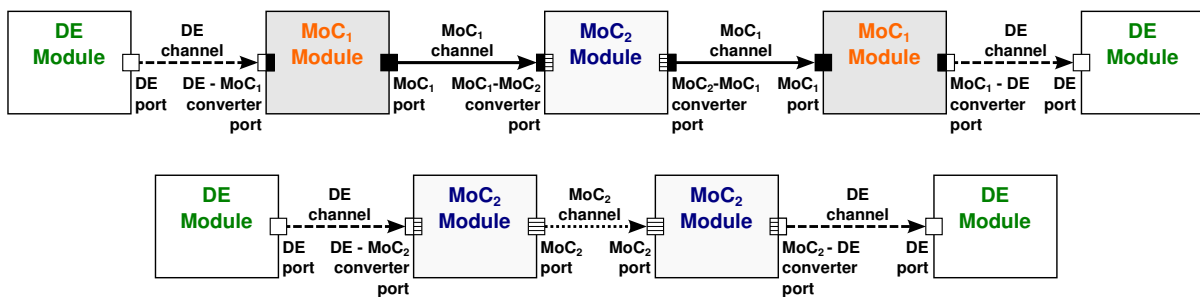 DE
Module
DE
channel
MoC₁
Module
MoC₁
channel
MoC₂
Module
MoC₁
channel
MoC₁
Module
DE
channel
DE
Module
DE
port
DE - MoC₁
converter
port
MoC₁
port
MoC₁-MoC₂
converter
port
MoC₂-MoC₁
converter
port
MoC₁
port
MoC₁ - DE
converter
port
DE
port
DE
Module
DE
channel
MoC₂
Module
MoC₂
channel
MoC₂
Module
DE
channel
DE
Module
DE
port
DE - MoC₂
converter
port
MoC₂
port
MoC₂
port
MoC₂ - DE
converter
port
DE
port